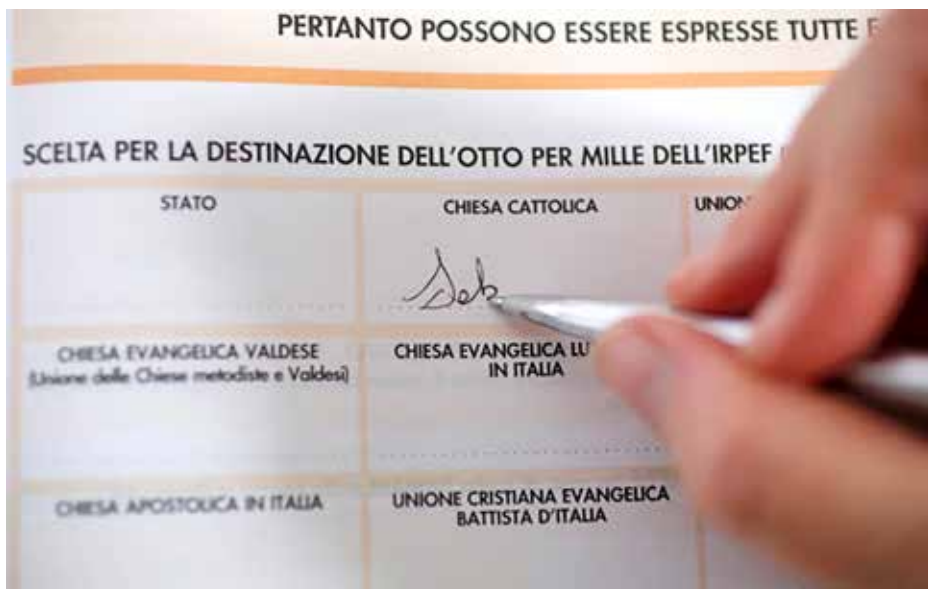 PERTANTO POSSONO ESSERE ESPRESSE TUTTE E
SCELTA PER LA DESTINAZIONE DELL'OTTO PER MILLE DELL'IRPEF
STATO
CHIESA CATTOLICA
UNION
Seb
CHIESA EVANGELICA VALDESE
(Unione delle Chiese metodiste e Valdesi)
CHIESA EVANGELICA LU
IN ITALIA
CHIESA APOSTOLICA IN ITALIA
UNIONE CRISTIANA EVANGELICA
BATTISTA D'ITALIA